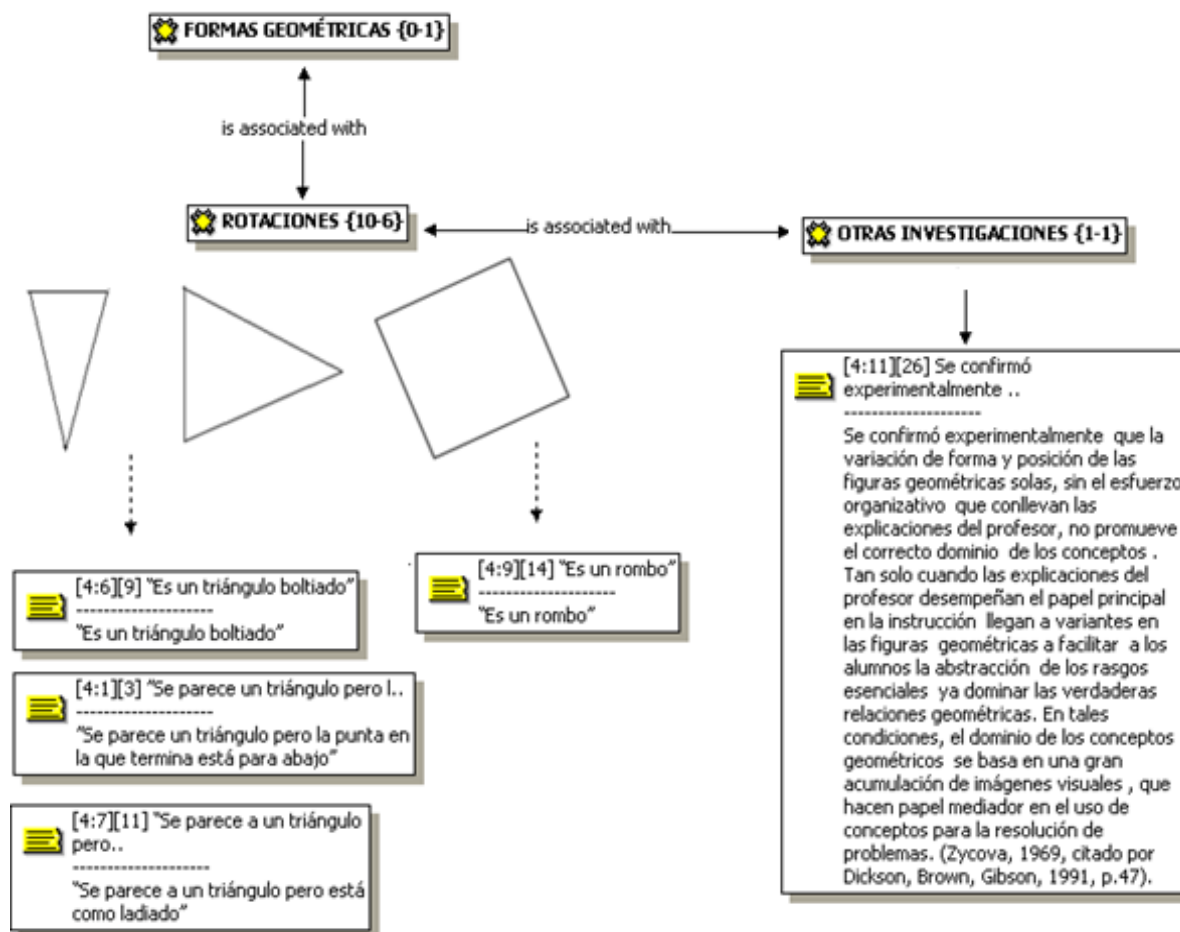 FORMAS GEOMÉTRICAS {0-1}
is associated with
ROTACIONES {10-6}
is associated with
OTRAS INVESTIGACIONES {1-1}
[4:6][9] "Es un triángulo boltiado"
--------------------
"Es un triángulo boltiado"
[4:1][3] "Se parece un triángulo pero l..
--------------------
"Se parece un triángulo pero la punta en
la que termina está para abajo"
[4:7][11] "Se parece a un triángulo
pero..
--------------------
"Se parece a un triángulo pero está
como ladiado"
[4:9][14] "Es un rombo"
--------------------
"Es un rombo"
[4:11][26] Se confirmó
experimentalmente ..
--------------------
Se confirmó experimentalmente que la
variación de forma y posición de las
figuras geométricas solas, sin el esfuerzo
organizativo que conllevan las
explicaciones del profesor, no promueve
el correcto dominio de los conceptos .
Tan solo cuando las explicaciones del
profesor desempeñan el papel principal
en la instrucción llegan a variantes en
las figuras geométricas a facilitar a los
alumnos la abstracción de los rasgos
esenciales ya dominar las verdaderas
relaciones geométricas. En tales
condiciones, el dominio de los conceptos
geométricos se basa en una gran
acumulación de imágenes visuales , que
hacen papel mediador en el uso de
conceptos para la resolución de
problemas. (Zycova, 1969, citado por
Dickson, Brown, Gibson, 1991, p.47).